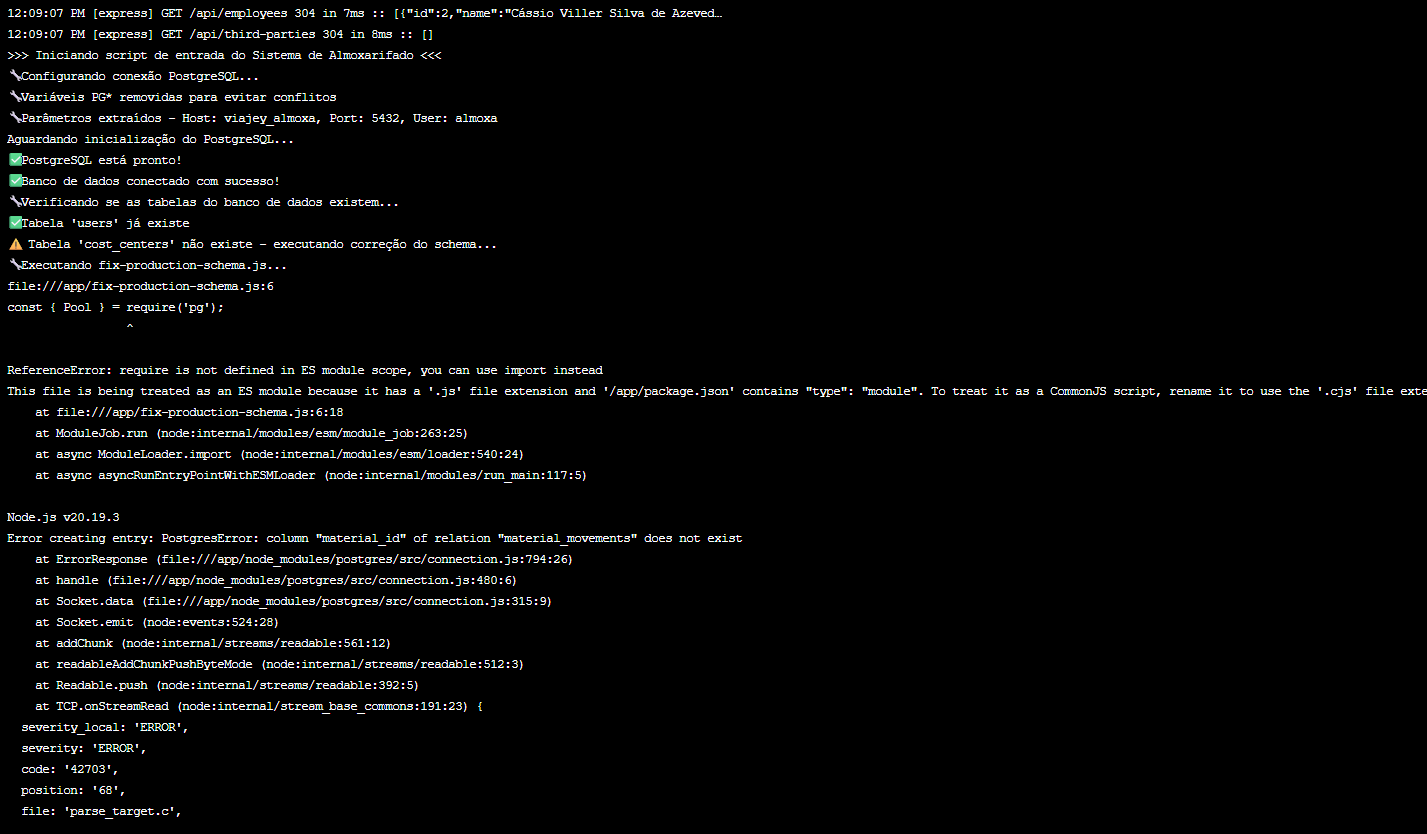 12:09:07 PM [express] GET /api/employees 304 in 7ms :: [{"id":2,"name":"Cássio Viller Silva de Azeved…
12:09:07 PM [express] GET /api/third-parties 304 in 8ms :: []
>>> Iniciando script de entrada do Sistema de Almoxarifado <<<
🔧Configurando conexão PostgreSQL...
🔧Variáveis PG* removidas para evitar conflitos
🔧Parâmetros extraídos - Host: viajey_almoxa, Port: 5432, User: almoxa
Aguardando inicialização do PostgreSQL...
✅PostgreSQL está pronto!
✅Banco de dados conectado com sucesso!
🔧Verificando se as tabelas do banco de dados existem...
✅Tabela 'users' já existe
⚠️ Tabela 'cost_centers' não existe - executando correção do schema...
🔧Executando fix-production-schema.js...
file:///app/fix-production-schema.js:6
const { Pool } = require('pg');
^
ReferenceError: require is not defined in ES module scope, you can use import instead
This file is being treated as an ES module because it has a '.js' file extension and '/app/package.json' contains "type": "module". To treat it as a CommonJS script, rename it to use the '.cjs' file exte
at file:///app/fix-production-schema.js:6:18
at ModuleJob.run (node:internal/modules/esm/module_job:263:25)
at async ModuleLoader.import (node:internal/modules/esm/loader:540:24)
at async asyncRunEntryPointWithESMLoader (node:internal/modules/run_main:117:5)
Node.js v20.19.3
Error creating entry: PostgresError: column "material_id" of relation "material_movements" does not exist
at ErrorResponse (file:///app/node_modules/postgres/src/connection.js:794:26)
at handle (file:///app/node_modules/postgres/src/connection.js:480:6)
at Socket.data (file:///app/node_modules/postgres/src/connection.js:315:9)
at Socket.emit (node:events:524:28)
at addChunk (node:internal/streams/readable:561:12)
at readableAddChunkPushByteMode (node:internal/streams/readable:512:3)
at Readable.push (node:internal/streams/readable:392:5)
at TCP.onStreamRead (node:internal/stream_base_commons:191:23) {
severity_local: 'ERROR',
severity: 'ERROR',
code: '42703',
position: '68',
file: 'parse_target.c',